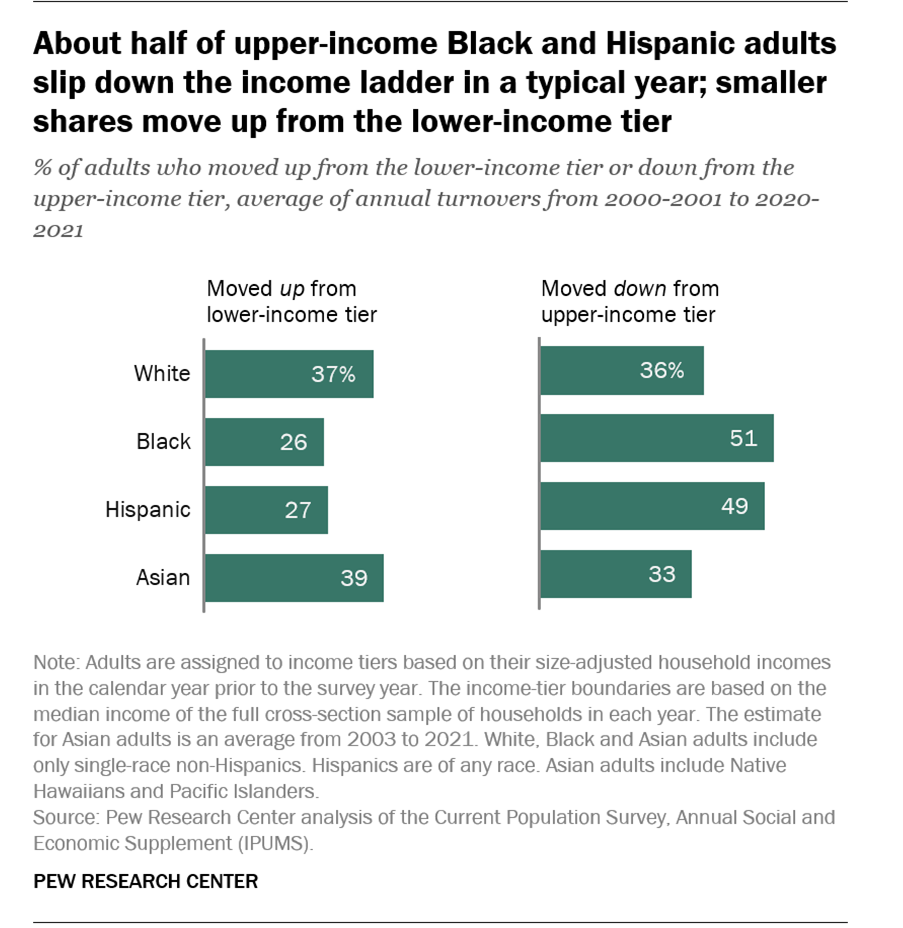 About half of upper-income Black and Hispanic adults
slip down the income ladder in a typical year; smaller
shares move up from the lower-income tier
% of adults who moved up from the lower-income tier or down from the
upper-income tier, average of annual turnovers from 2000-2001 to 2020-
2021
Moved up from
lower-income tier
Moved down from
upper-income tier
White 37% 36%
Black 26 51
Hispanic 27 49
Asian 39 33
Note: Adults are assigned to income tiers based on their size-adjusted household incomes
in the calendar year prior to the survey year. The income-tier boundaries are based on the
median income of the full cross-section sample of households in each year. The estimate
for Asian adults is an average from 2003 to 2021. White, Black and Asian adults include
only single-race non-Hispanics. Hispanics are of any race. Asian adults include Native
Hawaiians and Pacific Islanders.
Source: Pew Research Center analysis of the Current Population Survey, Annual Social and
Economic Supplement (IPUMS).
PEW RESEARCH CENTER